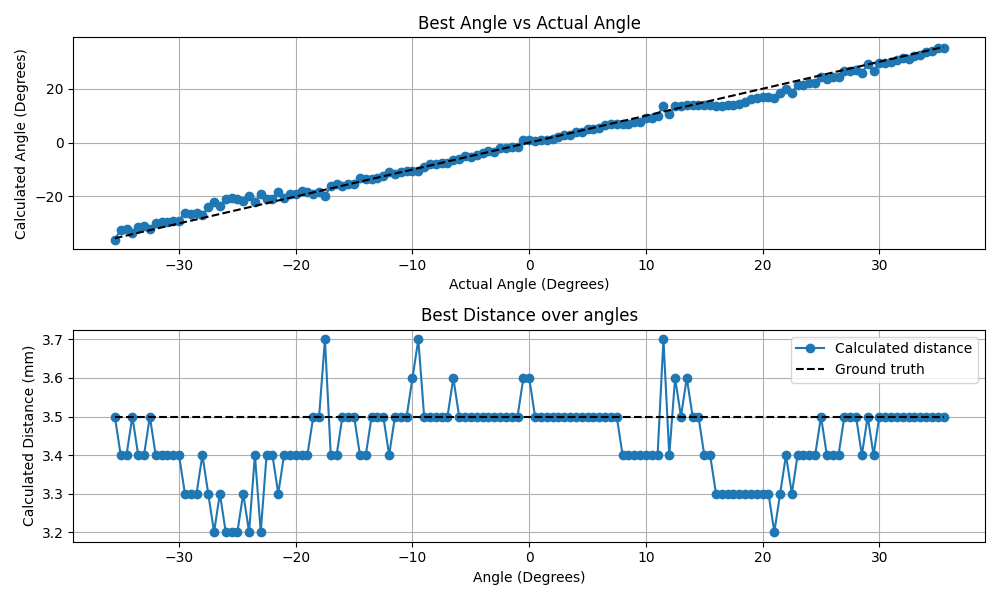 Best Angle vs Actual Angle
Calculated Angle (Degrees)
20
0
−20
−30
−20
−10
0
10
20
30
Actual Angle (Degrees)
Best Distance over angles
Calculated Distance (mm)
3.7
3.6
3.5
3.4
3.3
3.2
Calculated distance
Ground truth
−30
−20
−10
0
10
20
30
Angle (Degrees)